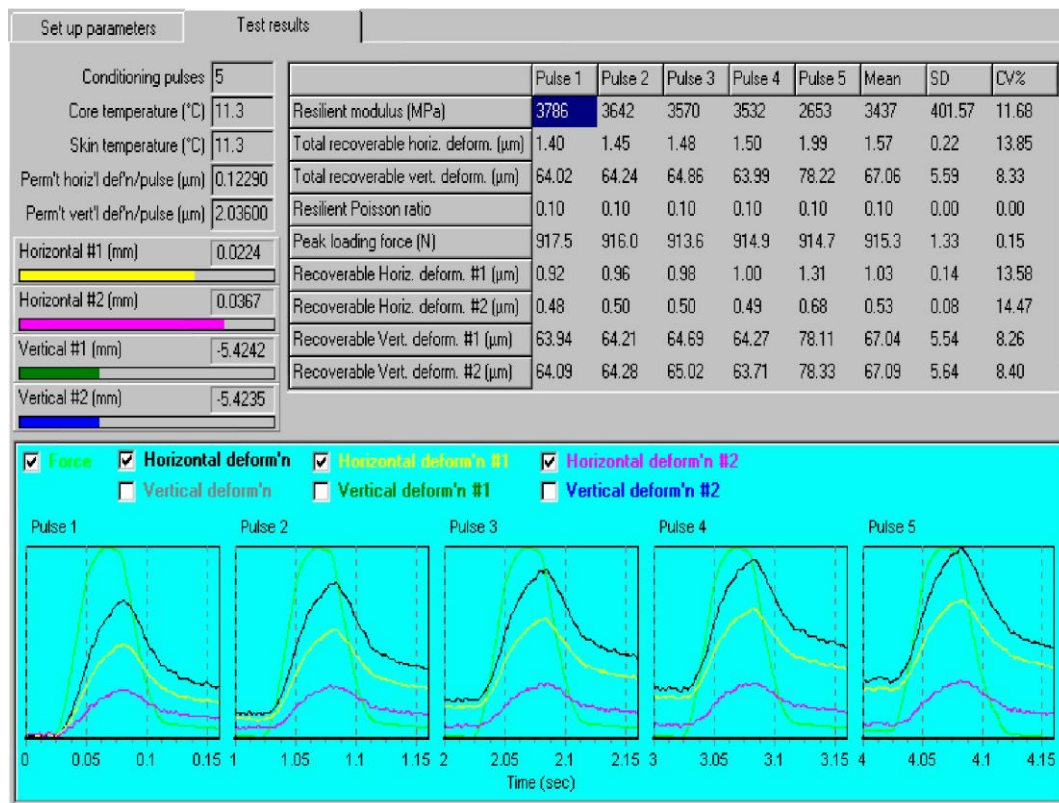 Set up parameters Test results
Conditioning pulses 5
Core temperature (°C) 11.3
Skin temperature (°C) 11.3
Perm't horiz'l def'n/pulse (µm) 0.12290
Perm't vert'l def'n/pulse (µm) 2.03600
Horizontal #1 (mm) 0.0224
Horizontal #2 (mm) 0.0367
Vertical #1 (mm) -5.4242
Vertical #2 (mm) -5.4235
Pulse 1 Pulse 2 Pulse 3 Pulse 4 Pulse 5 Mean SD CV%
Resilient modulus (MPa) 3786 3642 3570 3532 2653 3437 401.57 11.68
Total recoverable horiz. deform. (µm) 1.40 1.45 1.48 1.50 1.99 1.57 0.22 13.85
Total recoverable vert. deform. (µm) 64.02 64.24 64.86 63.99 78.22 67.06 5.59 8.33
Resilient Poisson ratio 0.10 0.10 0.10 0.10 0.10 0.10 0.00 0.00
Peak loading force (N) 917.5 916.0 913.6 914.9 914.7 915.3 1.33 0.15
Recoverable Horiz. deform. #1 (µm) 0.92 0.96 0.98 1.00 1.31 1.03 0.14 13.58
Recoverable Horiz. deform. #2 (µm) 0.48 0.50 0.50 0.49 0.68 0.53 0.08 14.47
Recoverable Vert. deform. #1 (µm) 63.94 64.21 64.69 64.27 78.11 67.04 5.54 8.26
Recoverable Vert. deform. #2 (µm) 64.09 64.28 65.02 63.71 78.33 67.09 5.64 8.40
Force Horizontal deform'n Horizontal deform'n #1 Horizontal deform'n #2
Vertical deform'n Vertical deform'n #1 Vertical deform'n #2
Pulse 1 Pulse 2 Pulse 3 Pulse 4 Pulse 5
0 0.05 0.1 0.15 1 1.05 1.1 1.15 2 2.05 2.1 2.15 3 3.05 3.1 3.15 4 4.05 4.1 4.15
Time (sec)